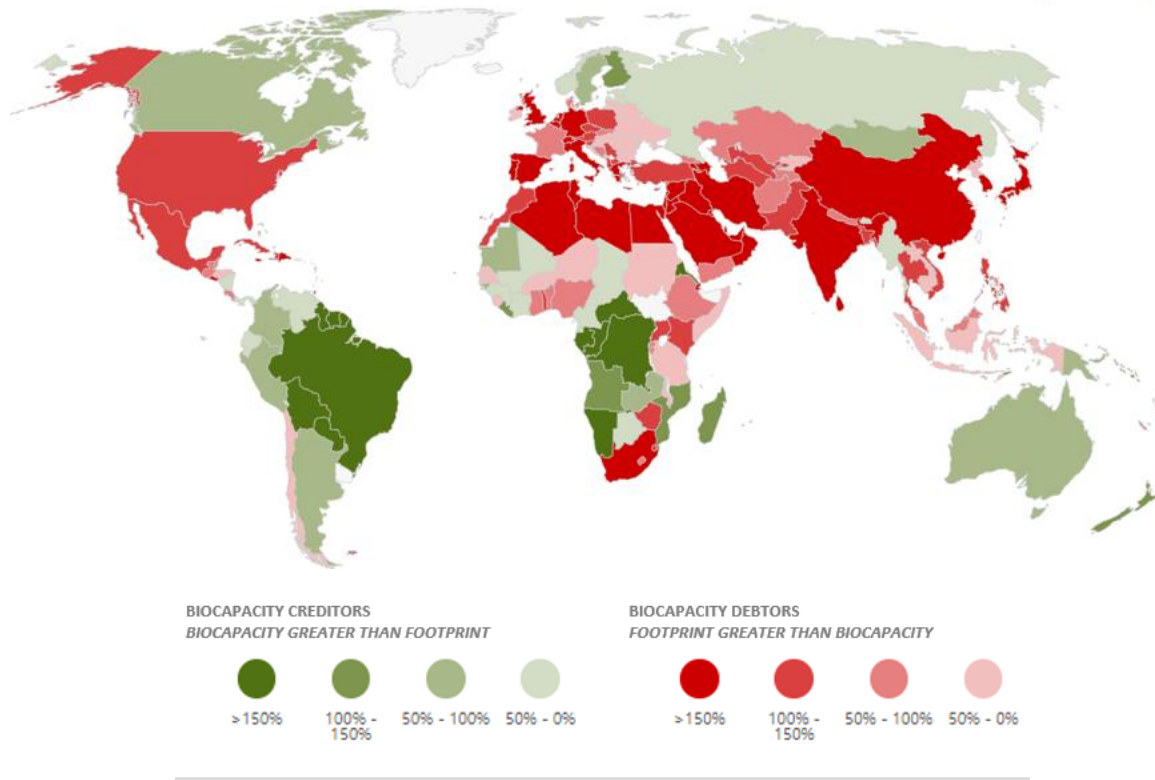 BIOCAPACITY CREDITORS
BIOCAPACITY GREATER THAN FOOTPRINT
>150%
100% -
150%
50% - 100%
50% - 0%
BIOCAPACITY DEBTORS
FOOTPRINT GREATER THAN BIOCAPACITY
>150%
100% -
150%
50% - 100%
50% - 0%